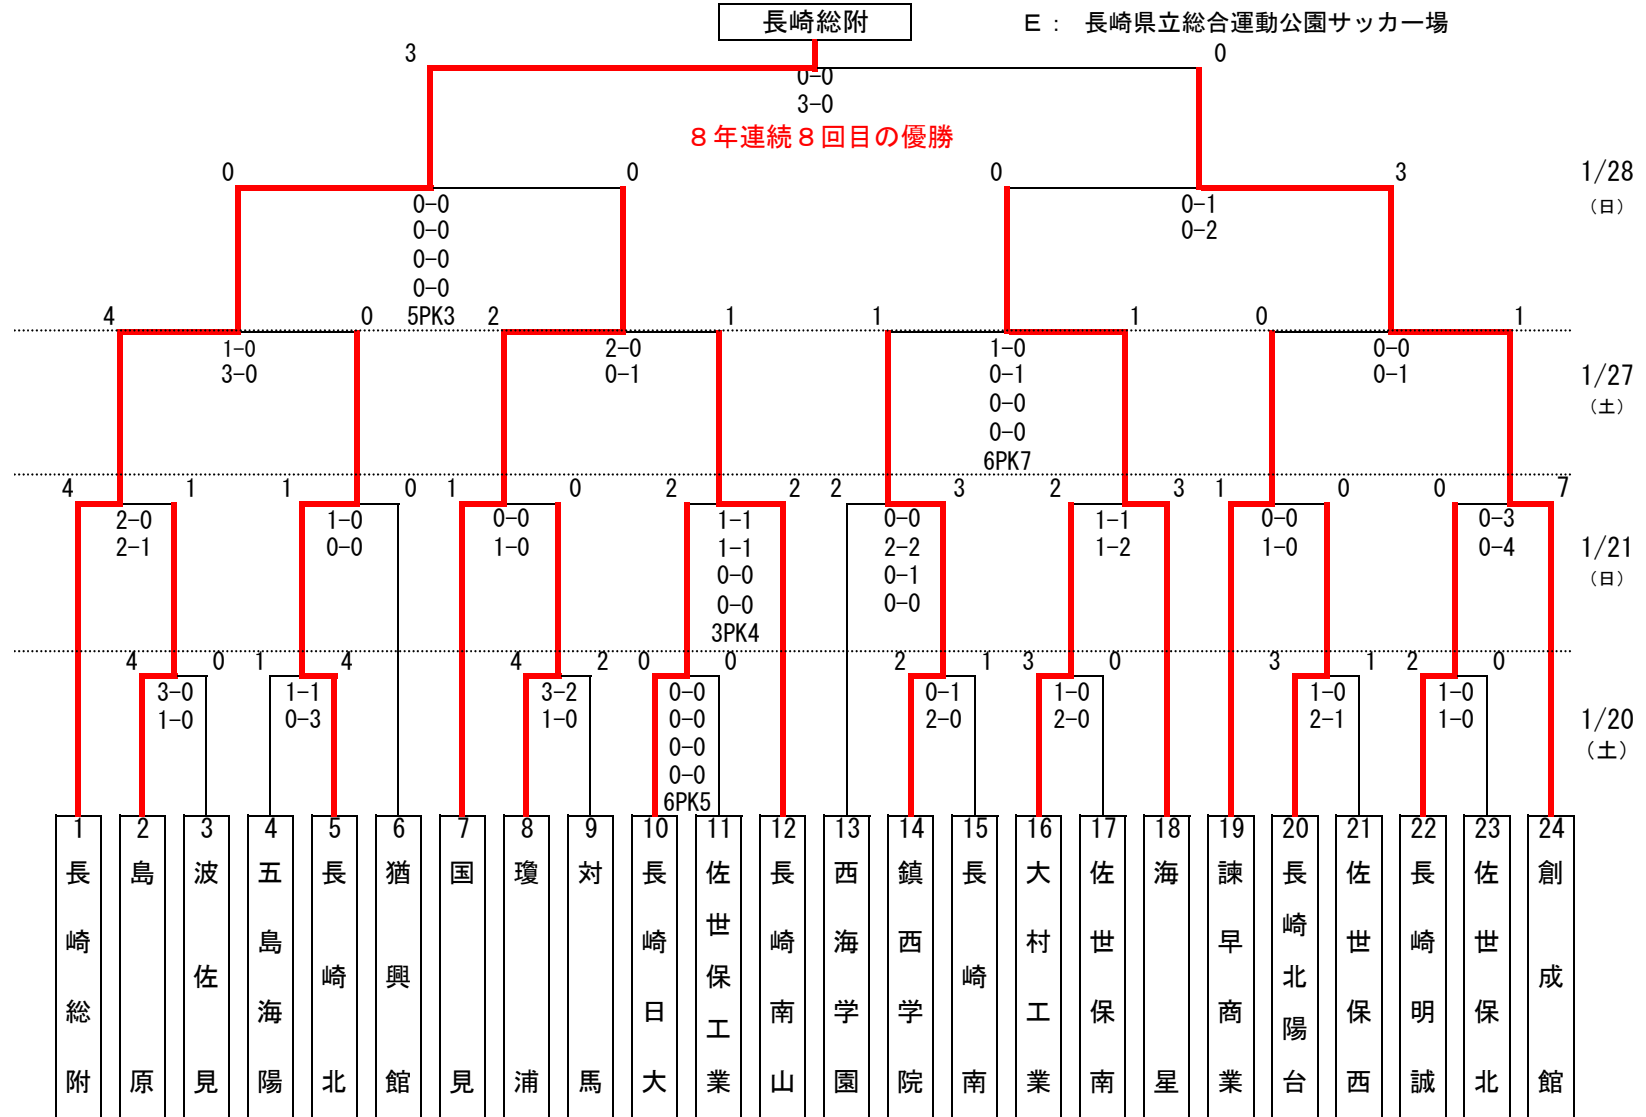 長崎総附
E： 長崎県立総合運動公園サッカー場
3 0
0-0
3-0
８年連続８回目の優勝
0 0 0 3 1/28
（日）
0-0 0-1
0-0 0-2
0-0
0-0
5PK3
4 0 2 1 1 1 0 1
1-0 2-0 1-0 0-0
3-0 0-1 0-1 0-1 1/27
（土）
0-0
0-0
6PK7
4 1 1 0 1 0 2 2 2 3 2 3 1 0 0 7
2-0 1-0 0-0 1-1 0-0 1-1 0-0 0-3
2-1 0-0 1-0 1-1 2-2 1-2 1-0 0-4 1/21
（日）
0-0 0-1
0-0 0-0
3PK4
4 0 1 4 4 2 0 0 2 1 3 0 3 1 2 0
3-0 1-1 3-2 0-0 0-1 1-0 1-0 1-0
1-0 0-3 1-0 0-0 2-0 2-0 2-1 1-0 1/20
（土）
0-0
0-0
6PK5
1 長崎総附
2 島原
3 波佐見
4 五島海陽
5 長崎北
6 猶興館
7 国見
8 瓊浦
9 対馬
10 長崎日大
11 佐世保工業
12 長崎南山
13 西海学園
14 鎮西学院
15 長崎南
16 大村工業
17 佐世保南
18 海星
19 諫早商業
20 長崎北陽台
21 佐世保西
22 長崎明誠
23 佐世保北
24 創成館